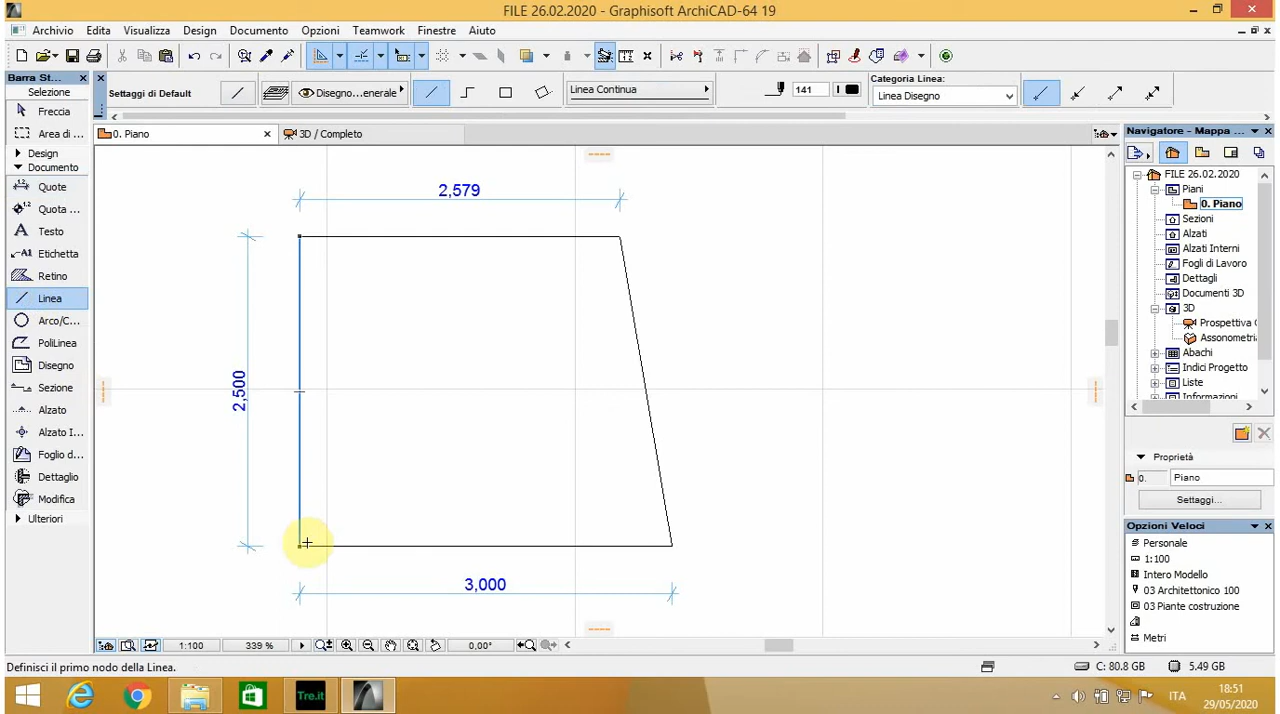 FILE 26.02.2020 - Graphisoft ArchiCAD-64 19
Archivio Edita Visualizza Design Documento Opzioni Teamwork Finestre Aiuto
Barra St...
Selezione
Freccia
Area di ...
Design
Documento
Quote
Quota ...
Testo
Etichetta
Retino
Linea
Arco/C...
PoliLinea
Disegno
Sezione
Alzato
Alzato I...
Foglio d...
Dettaglio
Modifica
Ulteriori
Settaggi di Default
Disegno...enerale
Linea Continua
141
Categoria Linea:
Linea Disegno
0. Piano
3D / Completo
2,579
2,500
3,000
Navigatore - Mappa ...
FILE 26.02.2020
Piani
0. Piano
Sezioni
Alzati
Alzati Interni
Fogli di Lavoro
Dettagli
Documenti 3D
3D
Prospettiva
Assonometri
Abachi
Indici Progetto
Liste
Informazioni
Proprietà
0. Piano
Settaggi...
Opzioni Veloci
Personale
1:100
Intero Modello
03 Architettonico 100
03 Piante costruzione
Metri
1:100 339 % 0,00°
Definisci il primo nodo della Linea.
C: 80.8 GB 5.49 GB
Tre.it
ITA
18:51
29/05/2020